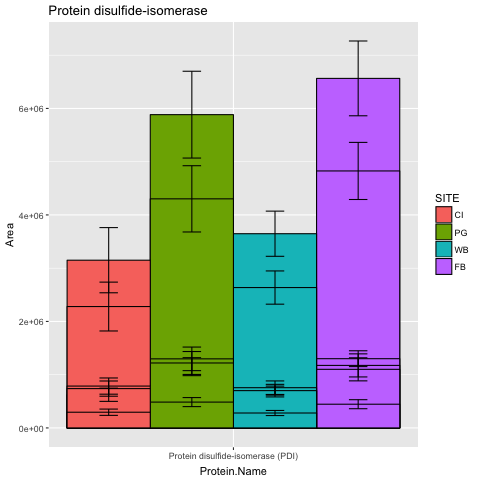 Protein disulfide-isomerase
6e+06
4e+06
2e+06
0e+00
Area
Protein disulfide-isomerase (PDI)
Protein.Name
SITE
CI
PG
WB
FB